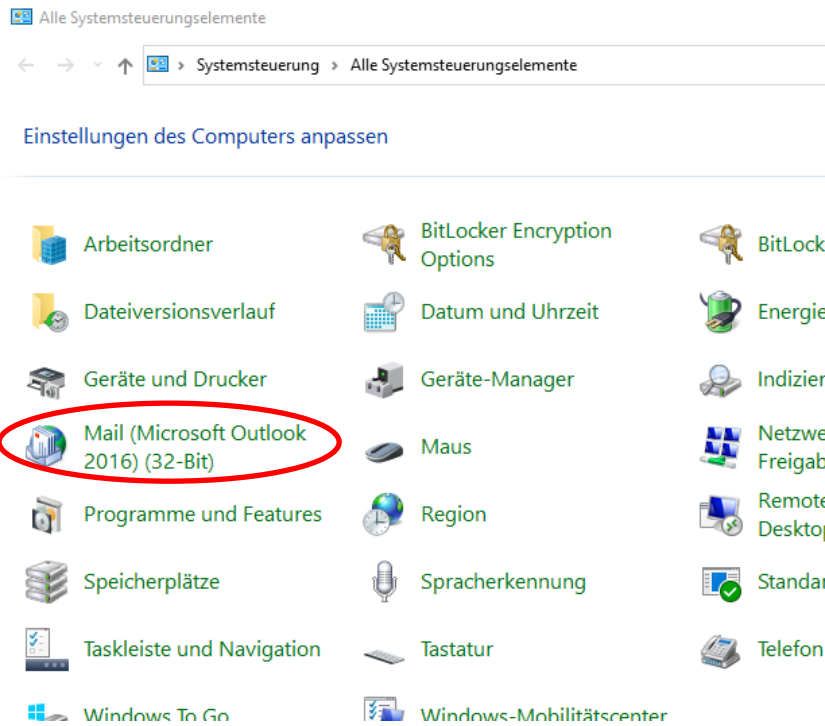 Alle Systemsteuerungselemente
Systemsteuerung › Alle Systemsteuerungselemente
Einstellungen des Computers anpassen
Arbeitsordner
BitLocker Encryption
Options
BitLock
Dateiversionsverlauf
Datum und Uhrzeit
Energie
Geräte und Drucker
Geräte-Manager
Indizier
Mail (Microsoft Outlook
2016) (32-Bit)
Maus
Netzwe
Freigab
Programme und Features
Region
Remote
Desktop
Speicherplätze
Spracherkennung
Standar
Taskleiste und Navigation
Tastatur
Telefon
Windows To Go
Windows-Mobilitätscenter